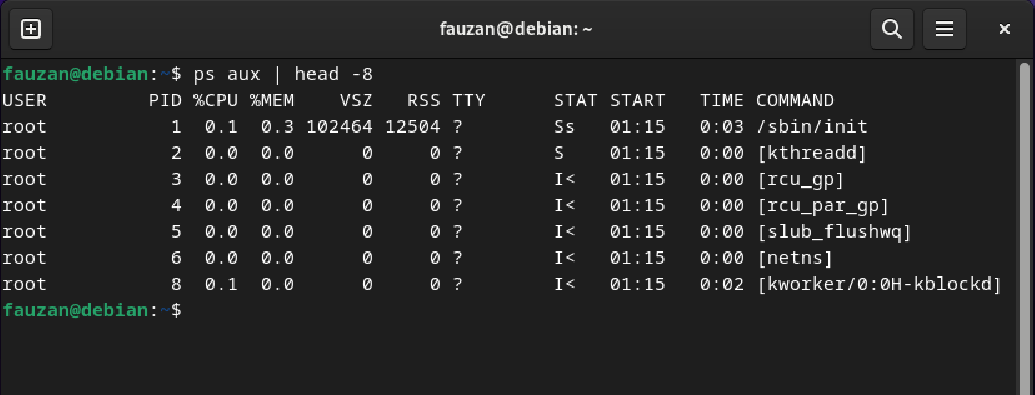 fauzan@debian: ~
fauzan@debian:~$ ps aux | head -8
USER         PID %CPU %MEM    VSZ   RSS TTY      STAT START   TIME COMMAND
root           1  0.1  0.3 102464 12504 ?        Ss   01:15   0:03 /sbin/init
root           2  0.0  0.0      0     0 ?        S    01:15   0:00 [kthreadd]
root           3  0.0  0.0      0     0 ?        I<   01:15   0:00 [rcu_gp]
root           4  0.0  0.0      0     0 ?        I<   01:15   0:00 [rcu_par_gp]
root           5  0.0  0.0      0     0 ?        I<   01:15   0:00 [slub_flushwq]
root           6  0.0  0.0      0     0 ?        I<   01:15   0:00 [netns]
root           8  0.1  0.0      0     0 ?        I<   01:15   0:02 [kworker/0:0H-kblockd]
fauzan@debian:~$